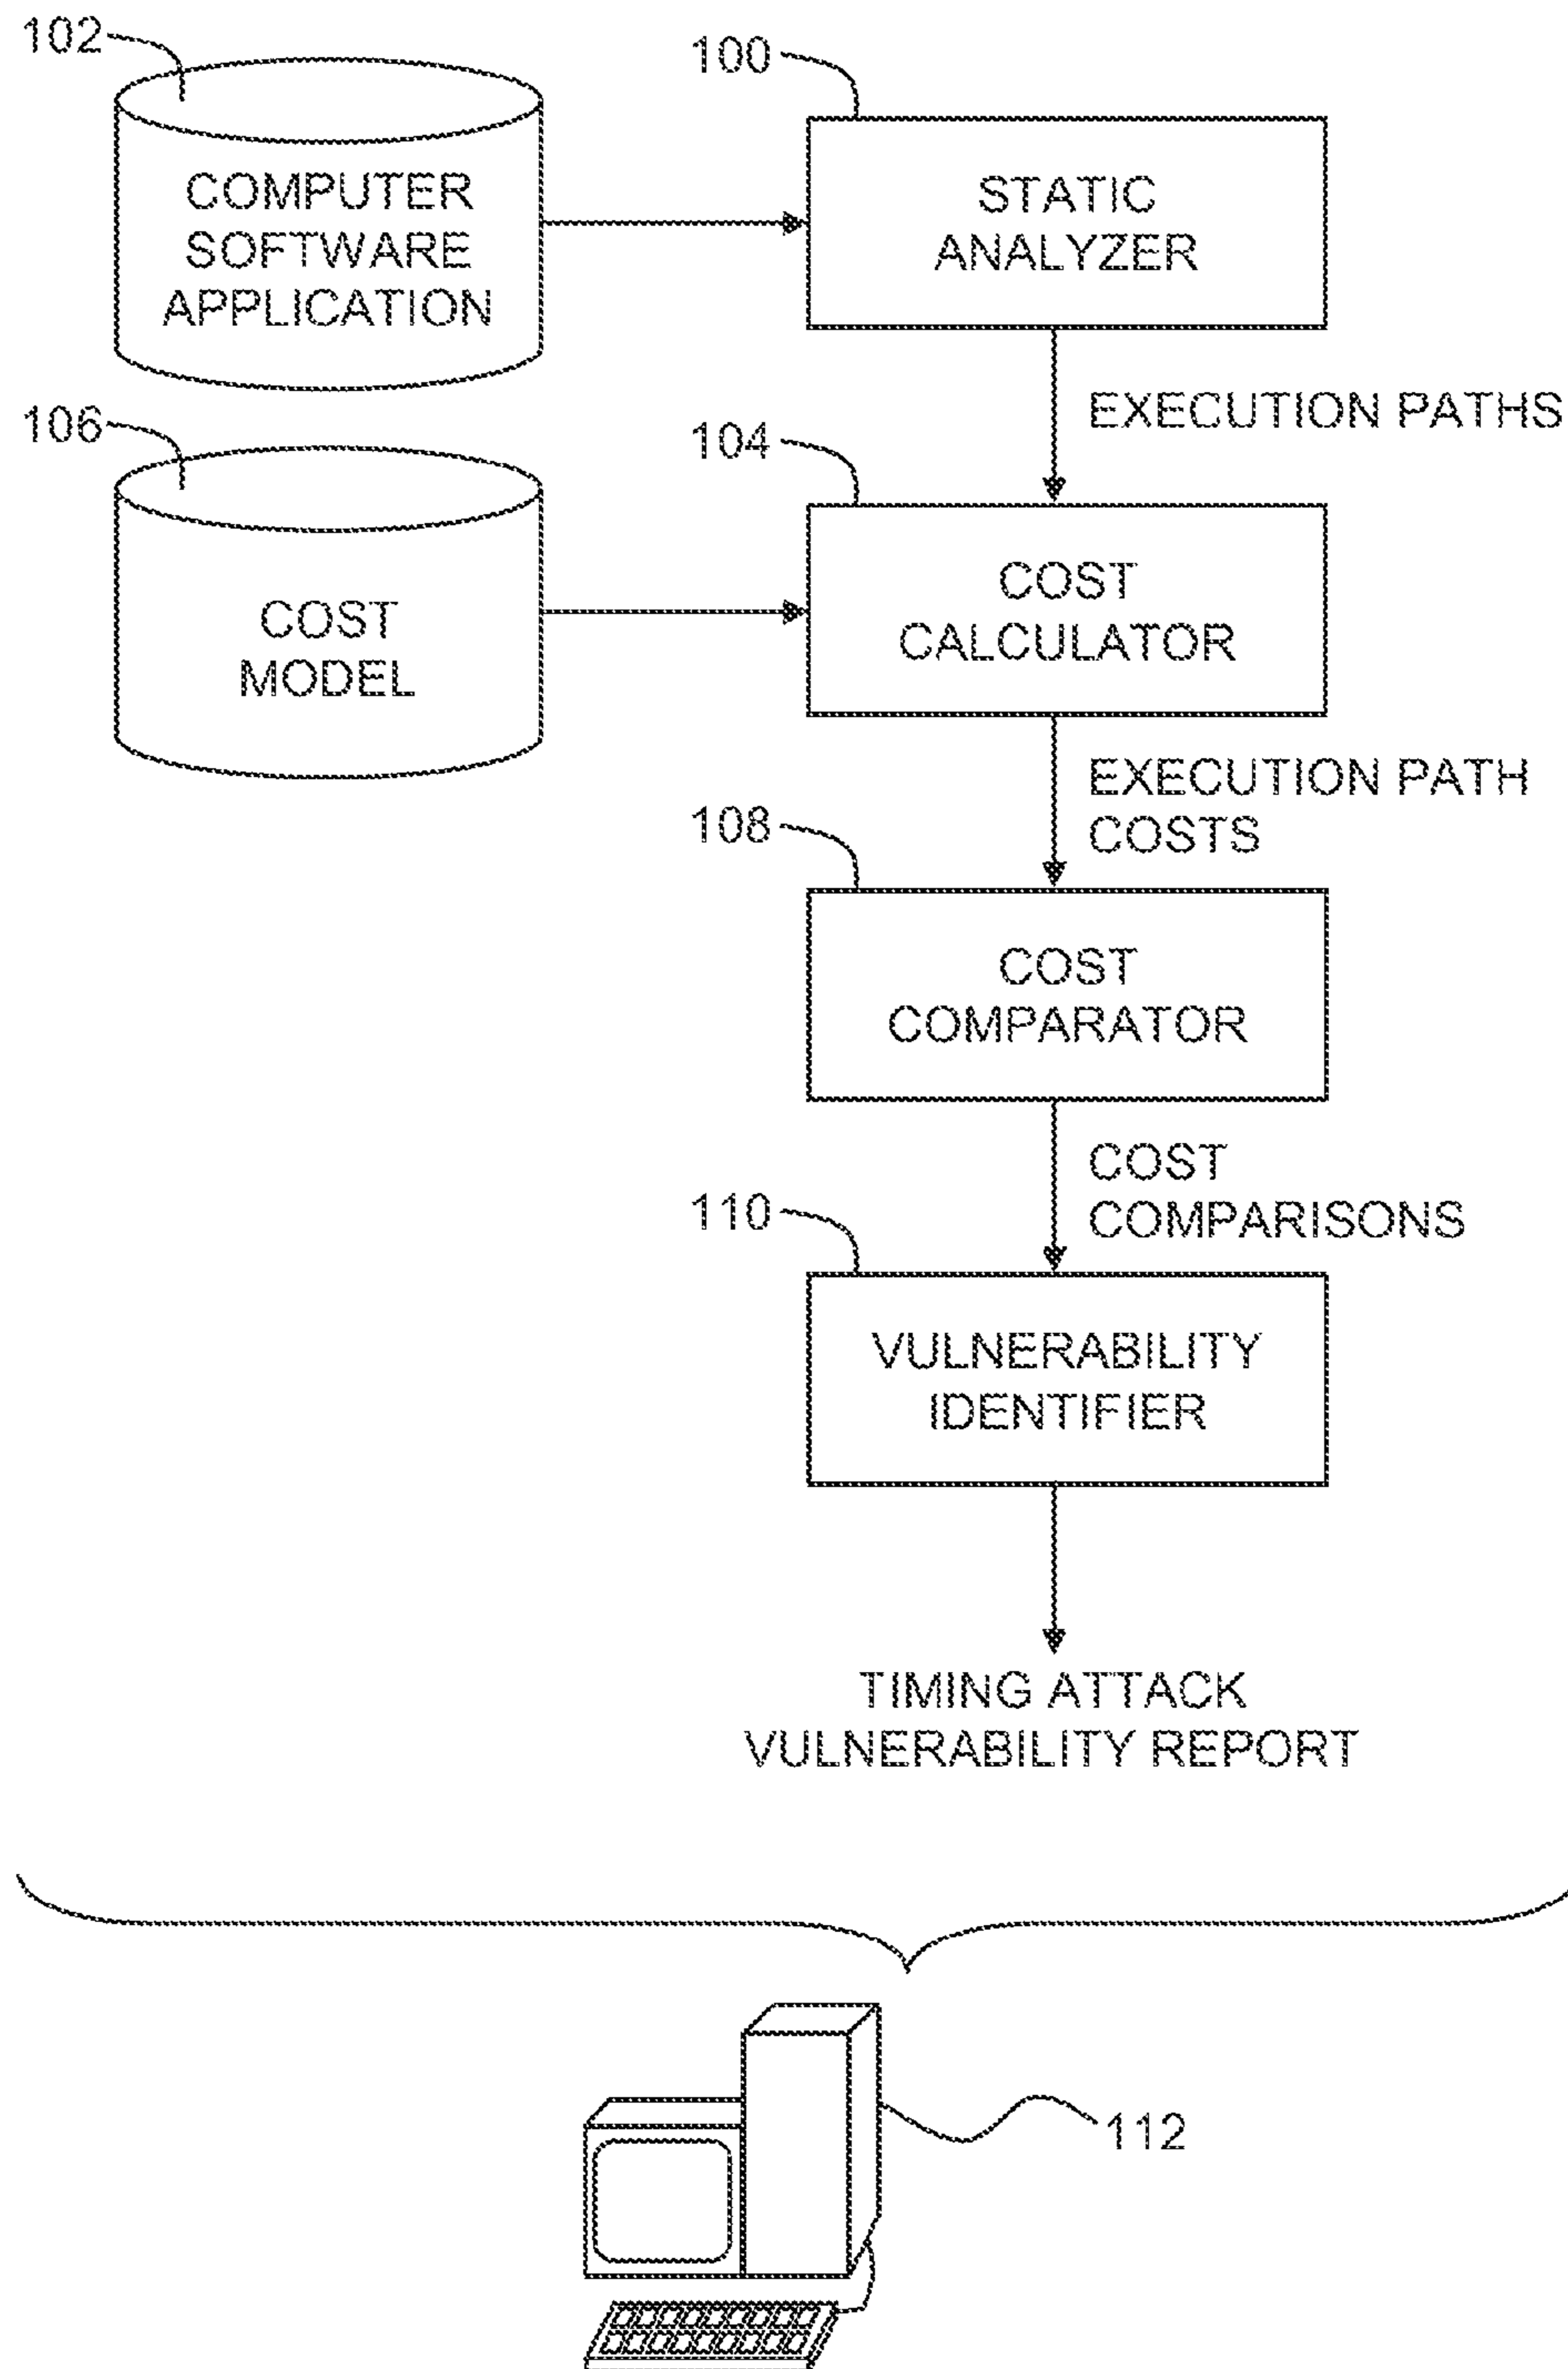 102
100
COMPUTER
SOFTWARE
APPLICATION
STATIC
ANALYZER
EXECUTION PATHS
106
104
COST
MODEL
COST
CALCULATOR
EXECUTION PATH
COSTS
108
COST
COMPARATOR
COST
COMPARISONS
110
VULNERABILITY
IDENTIFIER
TIMING ATTACK
VULNERABILITY REPORT
112